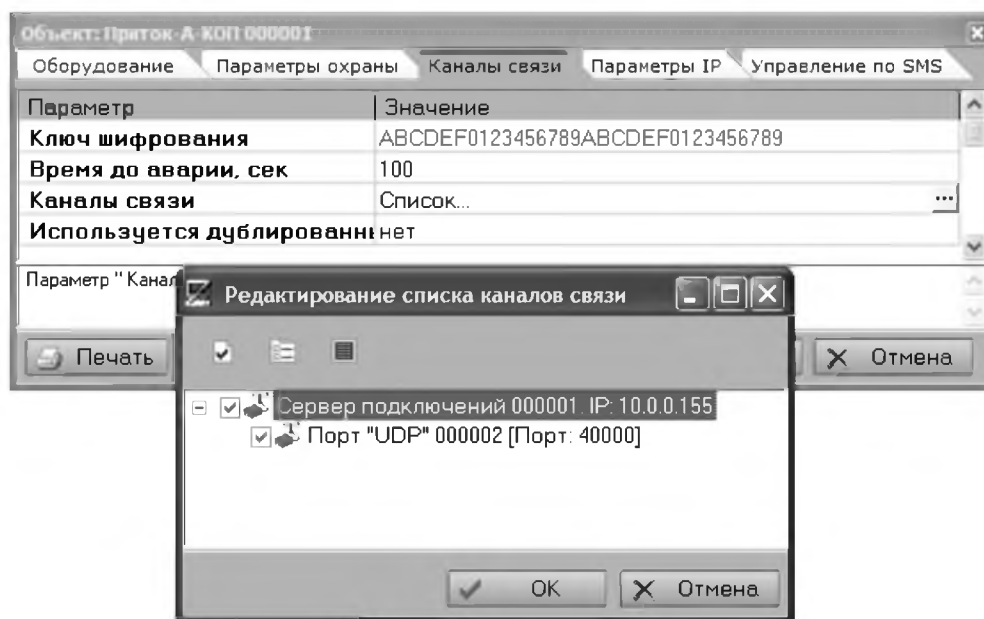 Объект: Приток-А-КОП 000001
Оборудование Параметры охраны Каналы связи Параметры IP Управление по SMS
Параметр Значение
Ключ шифрования ABCDEF0123456789ABCDEF0123456789
Время до аварии, сек 100
Каналы связи Список... ...
Используется дублированны нет
Параметр "Канал
Редактирование списка каналов связи
Печать
Отмена
Сервер подключений 000001. IP: 10.0.0.155
Порт "UDP" 000002 [Порт: 40000]
OK Отмена